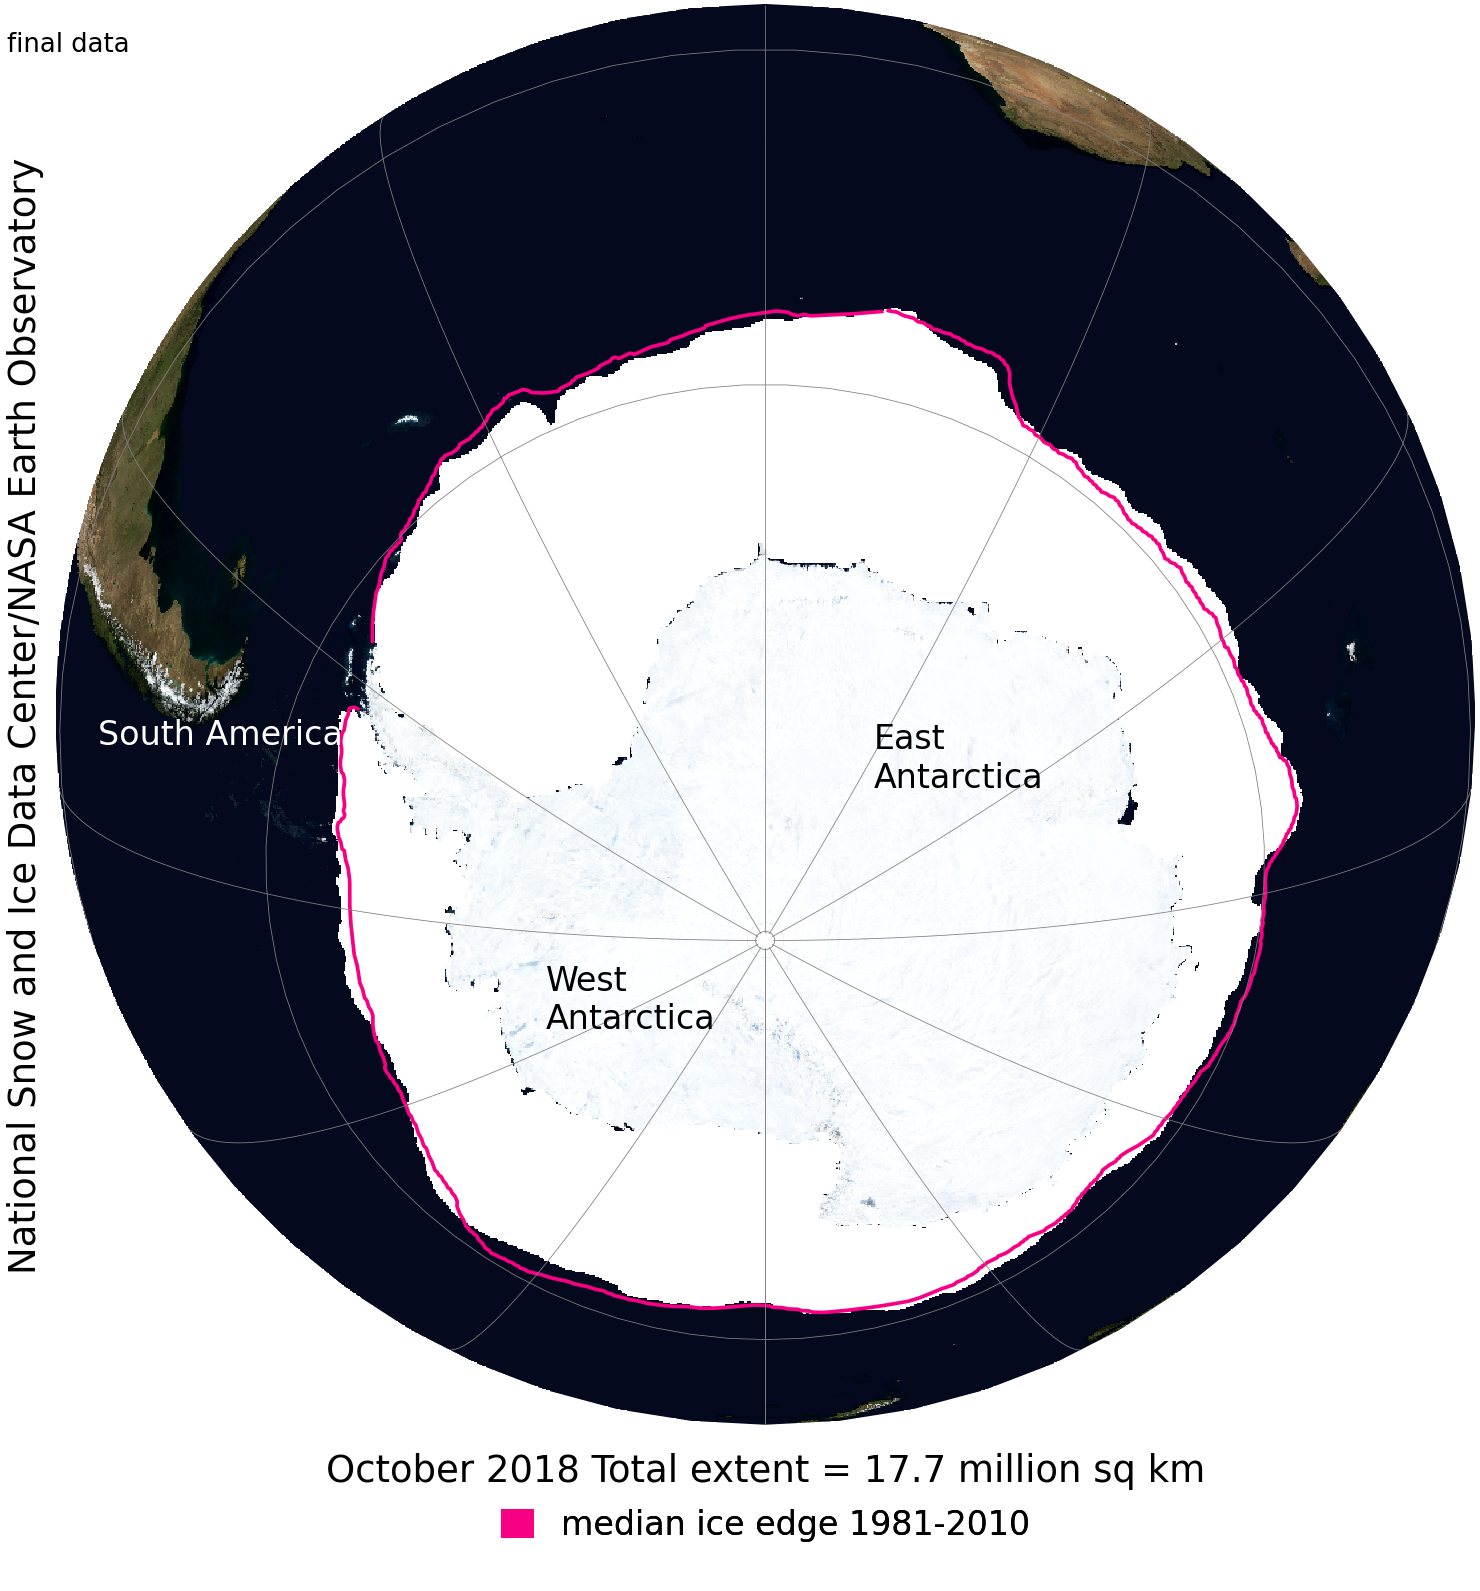 final data
National Snow and Ice Data Center/NASA Earth Observatory
South America
East
Antarctica
West
Antarctica
October 2018 Total extent = 17.7 million sq km
median ice edge 1981-2010